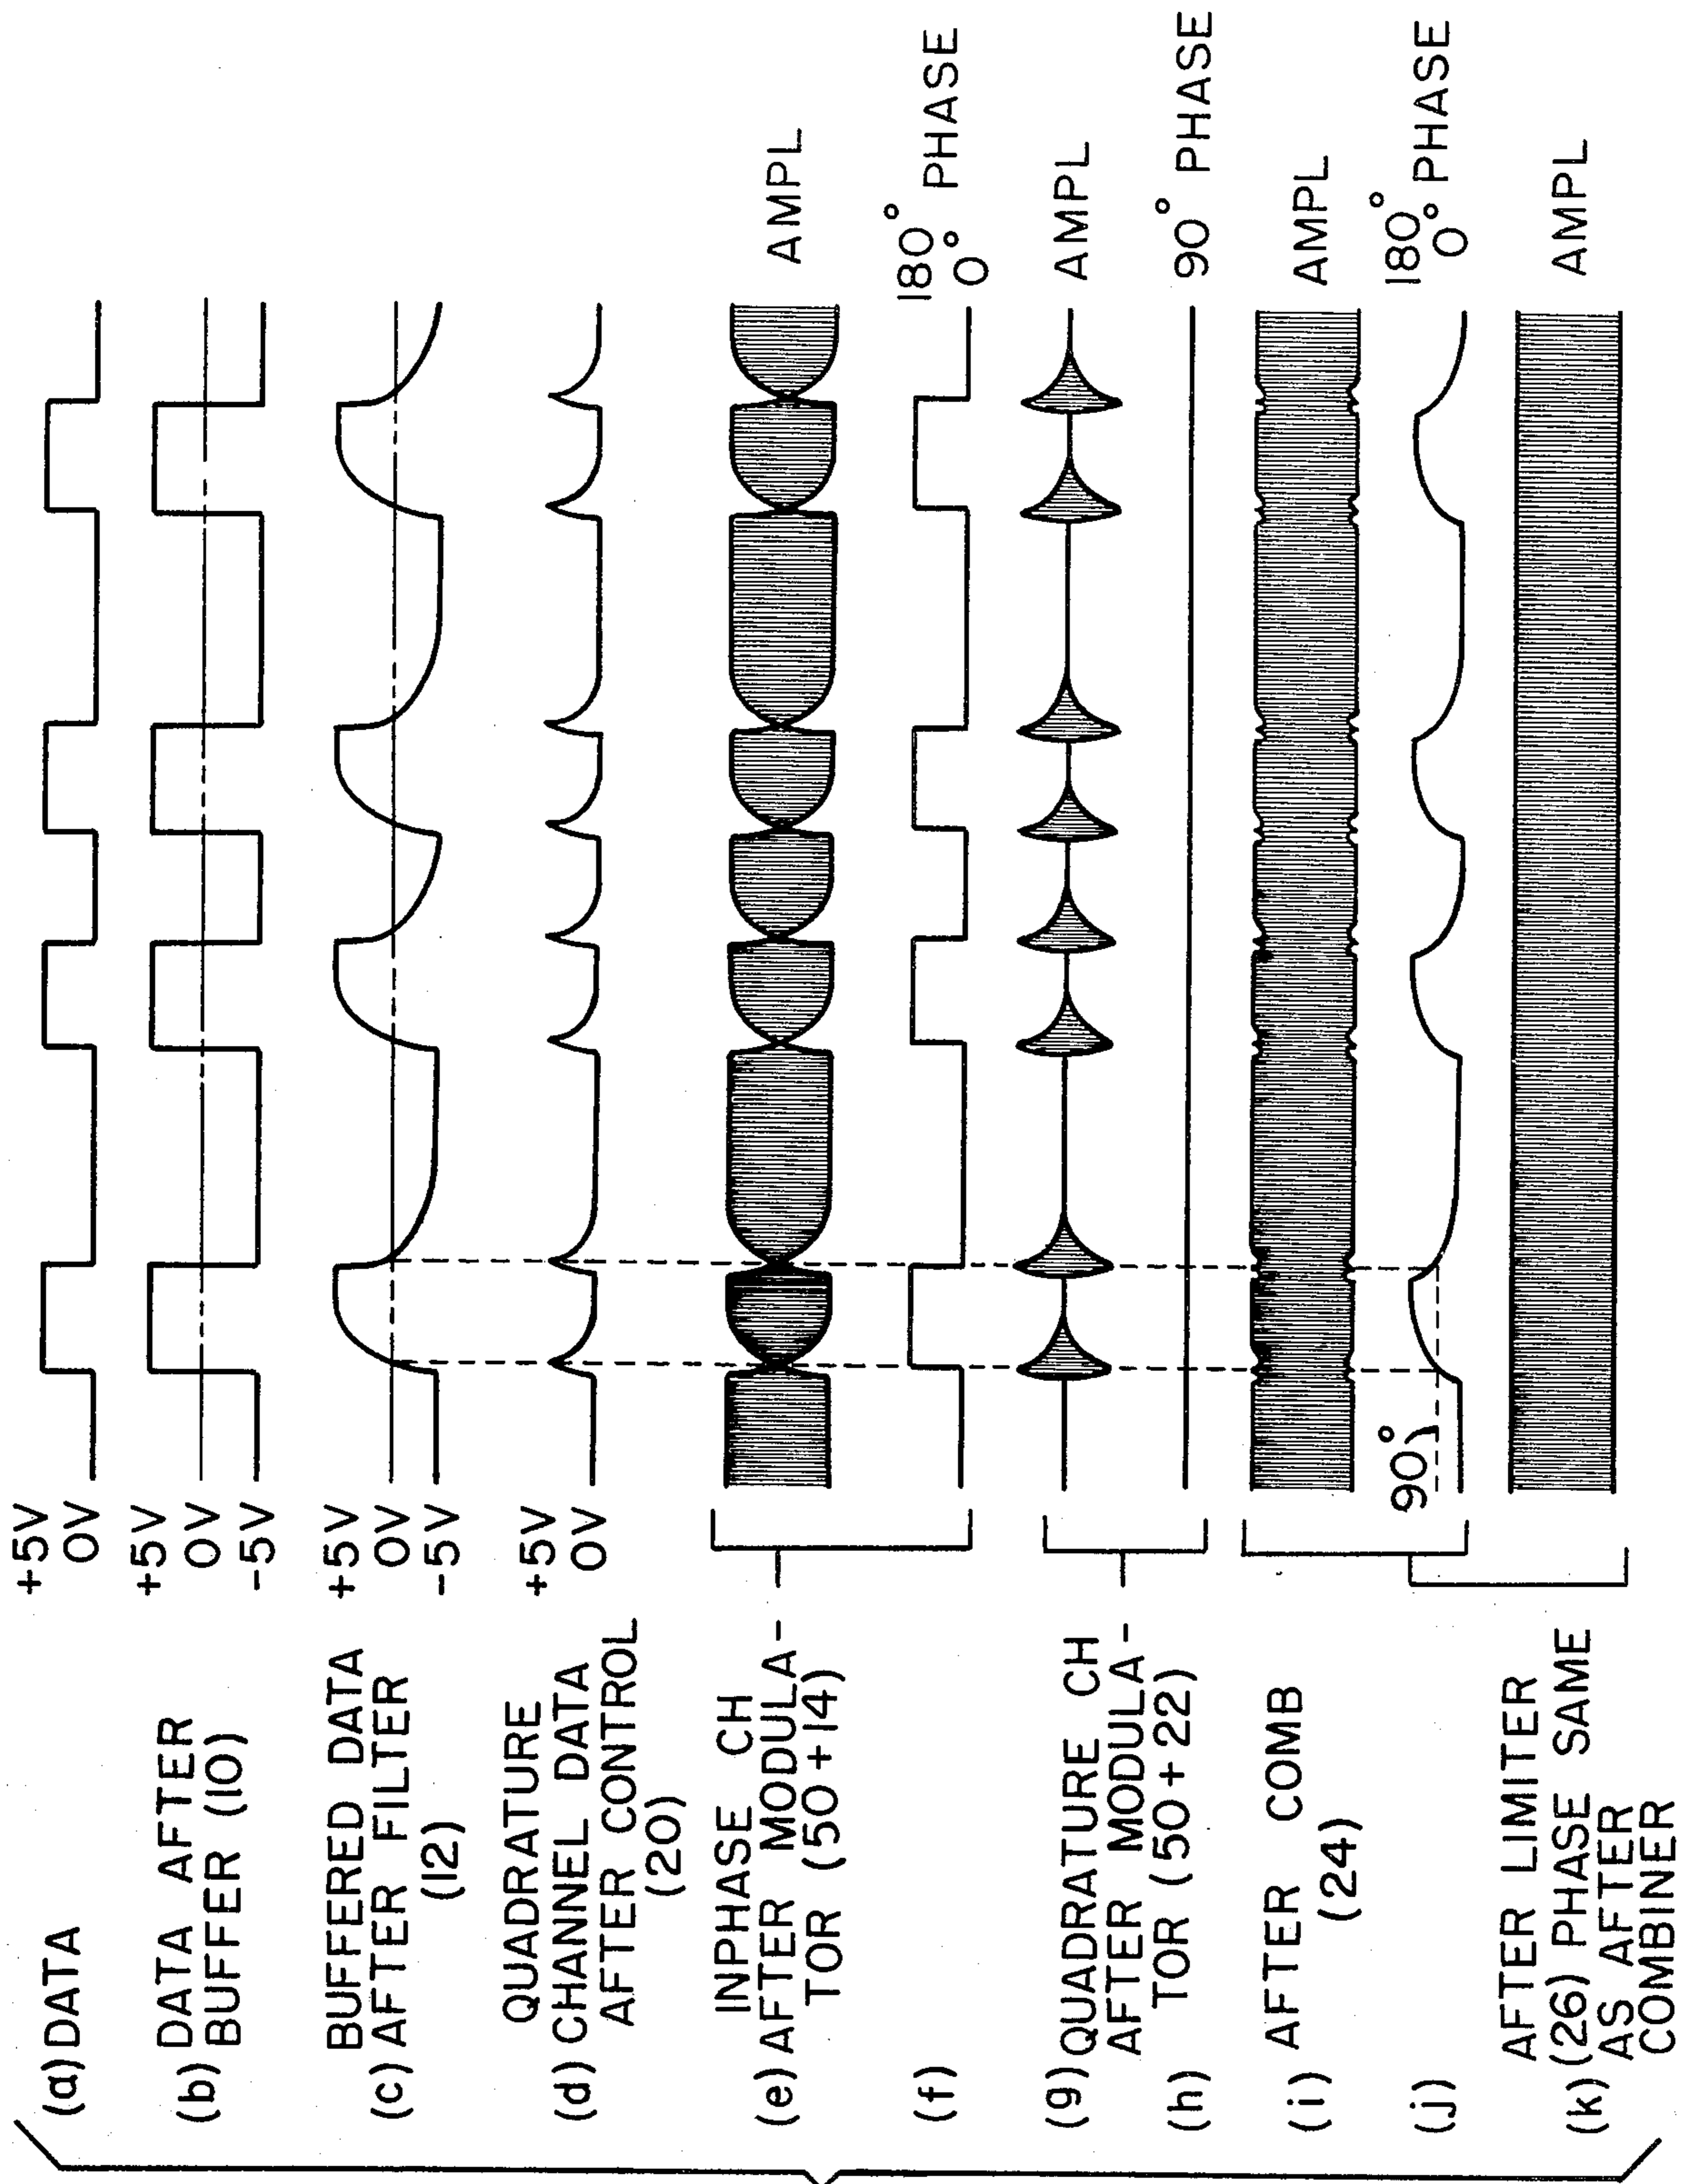 (a) DATA
+5V
0V
(b) DATA AFTER
BUFFER (10)
+5V
0V
-5V
BUFFERED DATA
(c) AFTER FILTER
(12)
+5V
0V
-5V
QUADRATURE
(d) CHANNEL DATA
AFTER CONTROL
(20)
+5V
0V
INPHASE CH
(e) AFTER MODULA-
TOR (50+14)
AMPL
(f)
180°
0° PHASE
(g) QUADRATURE CH
AFTER MODULA-
TOR (50+22)
AMPL
(h)
90° PHASE
(i) AFTER COMB
(24)
AMPL
(j)
90°
180°
0° PHASE
AFTER LIMITER
(k) (26) PHASE SAME
AS AFTER
COMBINER
AMPL